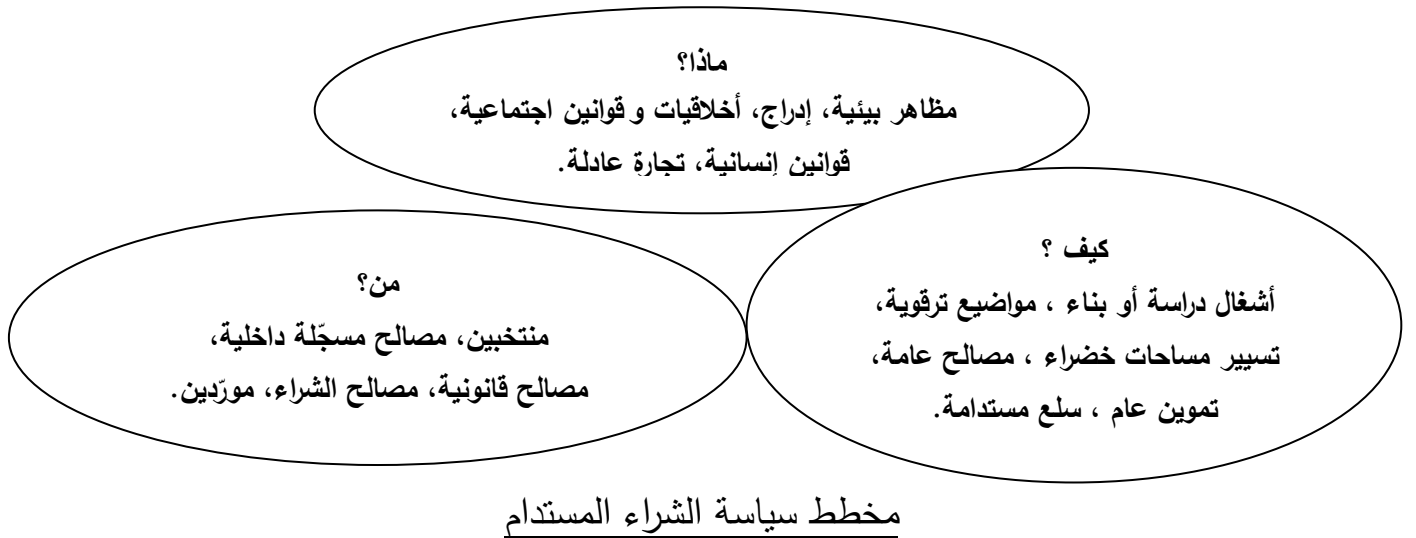 ماذا؟
مظاهر بيئية، إدراج، أخلاقيات و قوانين اجتماعية،
قوانين إنسانية، تجارة عادلة.
كيف ؟
أشغال دراسة أو بناء ، مواضيع ترقوية،
تسيير مساحات خضراء ، مصالح عامة،
تموين عام ، سلع مستدامة.
من؟
منتخبين، مصالح مسجّلة داخلية،
مصالح قانونية، مصالح الشراء، مورّدين.
مخطط سياسة الشراء المستدام